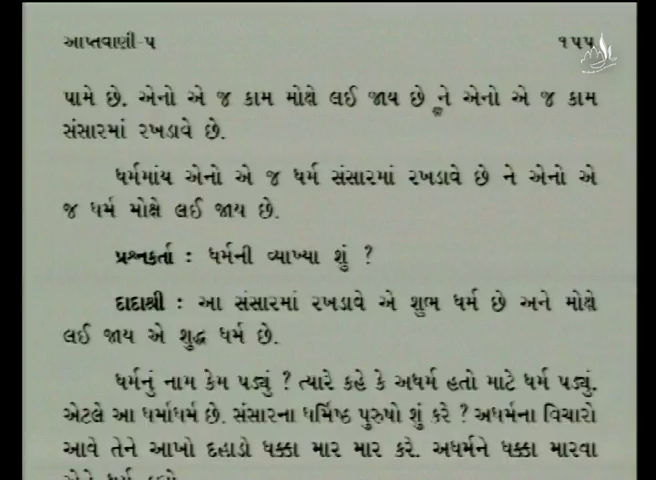 આપ્તવાણી-૫ ૧૫૫
પામે છે. એનો એ જ કામ મોક્ષે લઈ જાય છે ને એનો એ જ કામ
સંસારમાં રખડાવે છે.
ધર્મમાંય એનો એ જ ધર્મ સંસારમાં રખડાવે છે ને એનો એ
જ ધર્મ મોક્ષે લઈ જાય છે.
પ્રશ્નકર્તા : ધર્મની વ્યાખ્યા શું ?
દાદાશ્રી : આ સંસારમાં રખડાવે એ શુભ ધર્મ છે અને મોક્ષે
લઈ જાય એ શુદ્ધ ધર્મ છે.
ધર્મનું નામ કેમ પડ્યું ? ત્યારે કહે કે અધર્મ હતો માટે ધર્મ પડ્યું.
એટલે આ ધર્માધર્મ છે. સંસારના ધર્મિષ્ઠ પુરુષો શું કરે ? અધર્મના વિચારો
આવે તેને આખો દહાડો ધક્કા માર માર કરે. અધર્મને ધક્કા મારવા